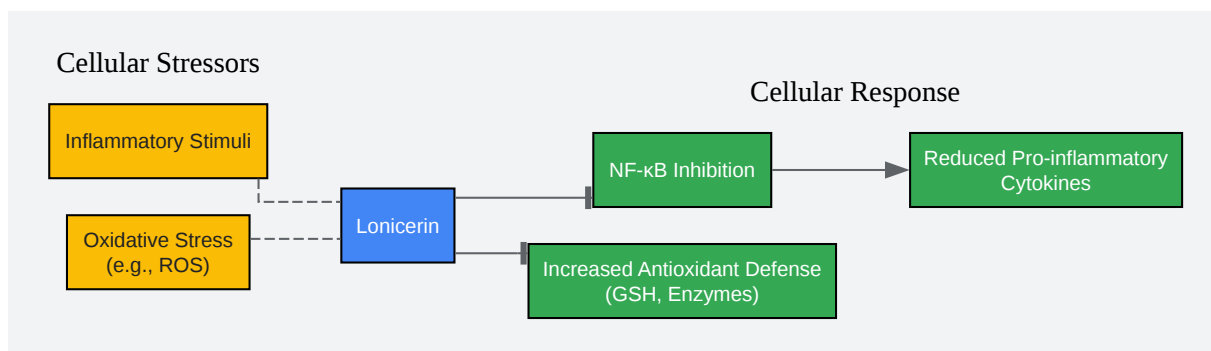 Cellular Stressors
Inflammatory Stimuli
Oxidative Stress
(e.g., ROS)
Lonicerin
Cellular Response
NF-κB Inhibition
Reduced Pro-inflammatory
Cytokines
Increased Antioxidant Defense
(GSH, Enzymes)